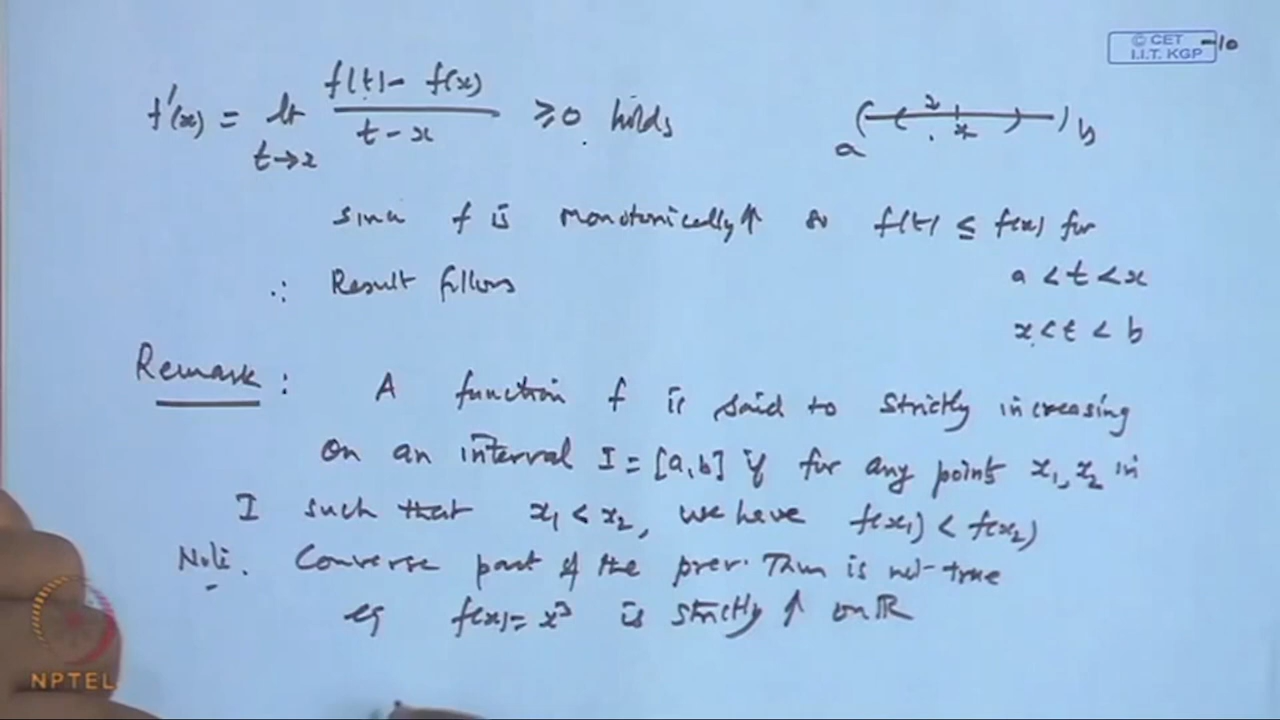 © CET
I.I.T. KGP
-10
f'(x) = lt t→x f(t) - f(x) / t - x ≥ 0 holds
a ( ( x ) ) b
since f is monotonically ↑ so f(t) ≤ f(x) for
a < t < x
∴ Result follows
x < t < b
Remark : A function f is said to strictly increasing
on an interval I = [a,b] if for any points x₁, x₂ in
I such that x₁ < x₂, we have f(x₁) < f(x₂)
Note. Converse part of the prev. Thm is not true
eg f(x) = x³ is strictly ↑ on R
NPTEL